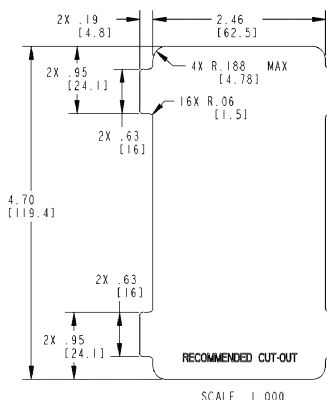 2X .19
[4.8]
2.46
[62.5]
2X .95
[24.1]
4X R.188 MAX
[4.78]
16X R.06
[1.5]
2X .63
[16]
4.70
[119.4]
2X .63
[16]
2X .95
[24.1]
RECOMMENDED CUT-OUT
SCALE 1.000